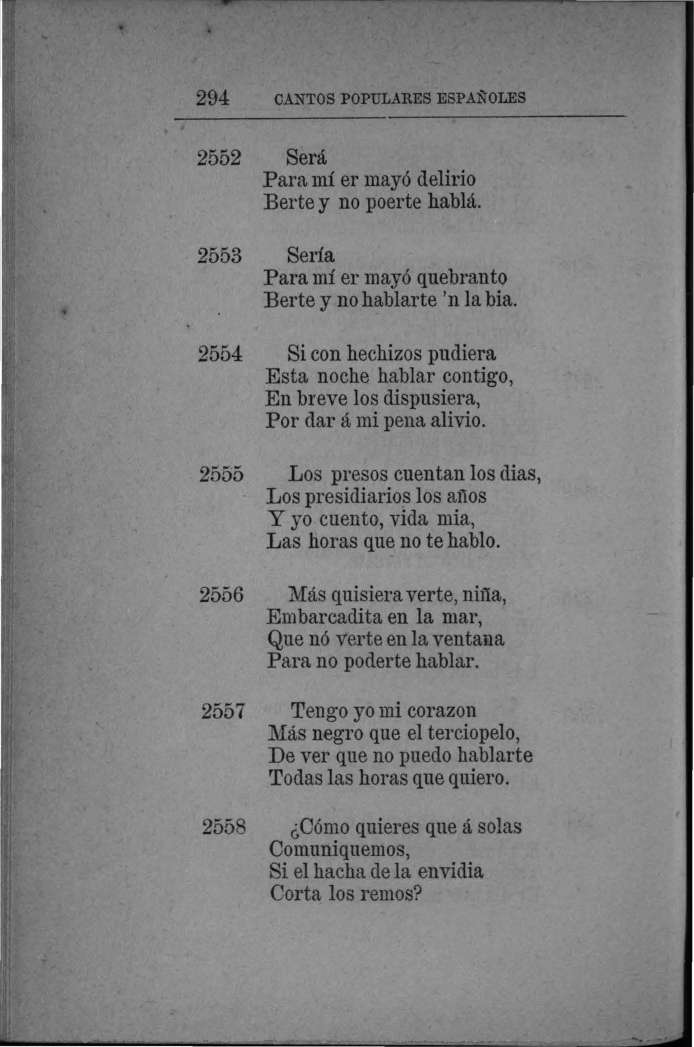 294 CANTOS POPULARES ESPAÑOLES
2552 Será
Para mí er mayó delirio
Berte y no poerte hablá.
2553 Sería
Para mí er mayó quebranto
Berte y no hablarte 'n la bia.
2554 Si con hechizos pudiera
Esta noche hablar contigo,
En breve los dispusiera,
Por dar á mi pena alivio.
2555 Los presos cuentan los dias,
Los presidiarios los años
Y yo cuento, vida mia,
Las horas que no te hablo.
2556 Más quisiera verte, niña,
Embarcadita en la mar,
Que nó verte en la ventana
Para no poderte hablar.
2557 Tengo yo mi corazon
Más negro que el terciopelo,
De ver que no puedo hablarte
Todas las horas que quiero.
2558 ¿Cómo quieres que á solas
Comuniquemos,
Si el hacha de la envidia
Corta los remos?